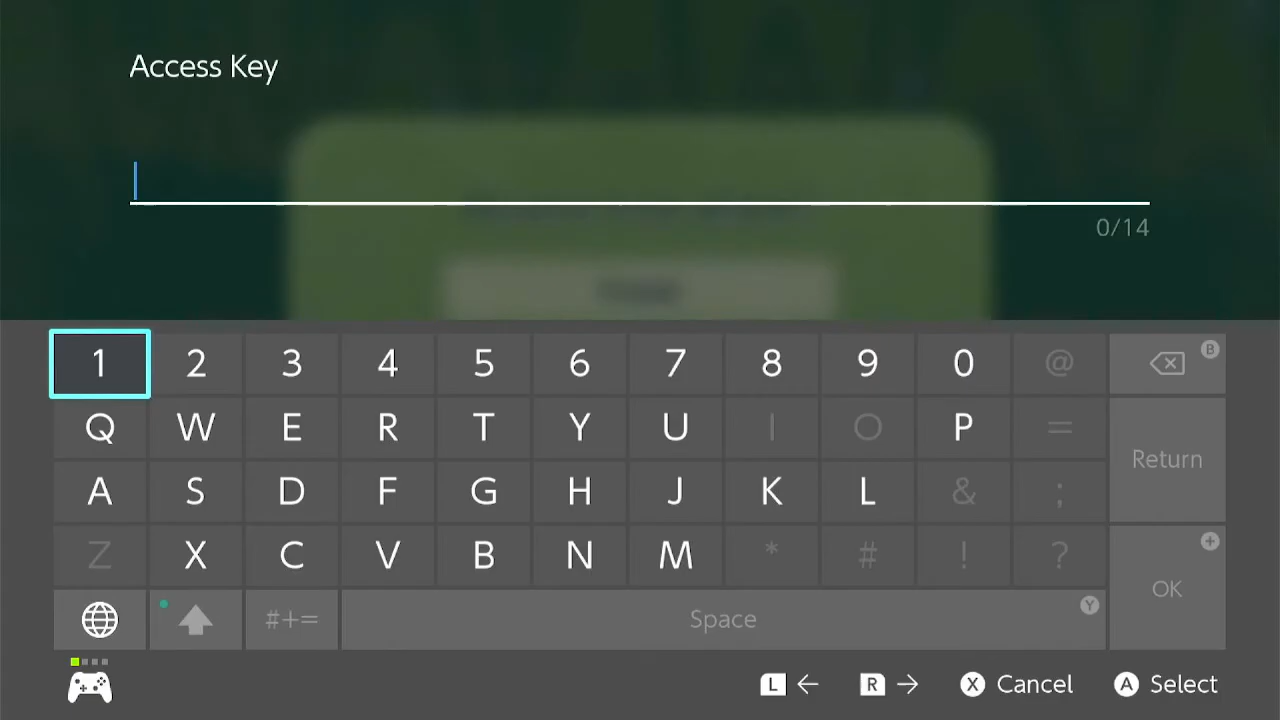 Access Key
0/14
1 2 3 4 5 6 7 8 9 0 @ B
Q W E R T Y U I O P = Return
A S D F G H J K L & ;
Z X C V B N M * # ! ? + OK
#+= Space Y
L ← R → X Cancel A Select